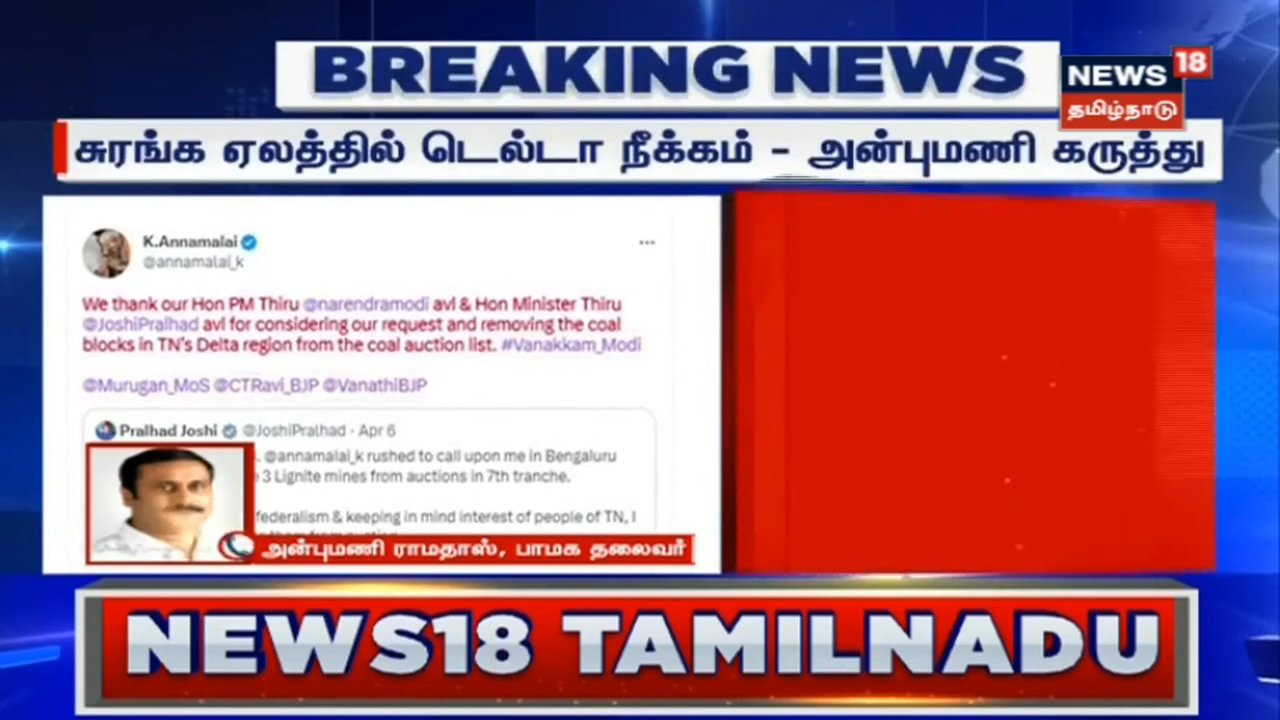 BREAKING NEWS
NEWS 18
தமிழ்நாடு
சுரங்க ஏலத்தில் டெல்டா நீக்கம் - அன்புமணி கருத்து
K.Annamalai
@annamalai_k
We thank our Hon PM Thiru @narendramodi avl & Hon Minister Thiru
@JoshiPralhad avl for considering our request and removing the coal
blocks in TN's Delta region from the coal auction list. #Vanakkam_Modi
@Murugan_MoS @CTRavi_BJP @VanathiBJP
Pralhad Joshi @JoshiPralhad · Apr 6
@annamalai_k rushed to call upon me in Bengaluru
3 Lignite mines from auctions in 7th tranche.
federalism & keeping in mind interest of people of TN, I
அன்புமணி ராமதாஸ், பாமக தலைவர்
NEWS18 TAMILNADU